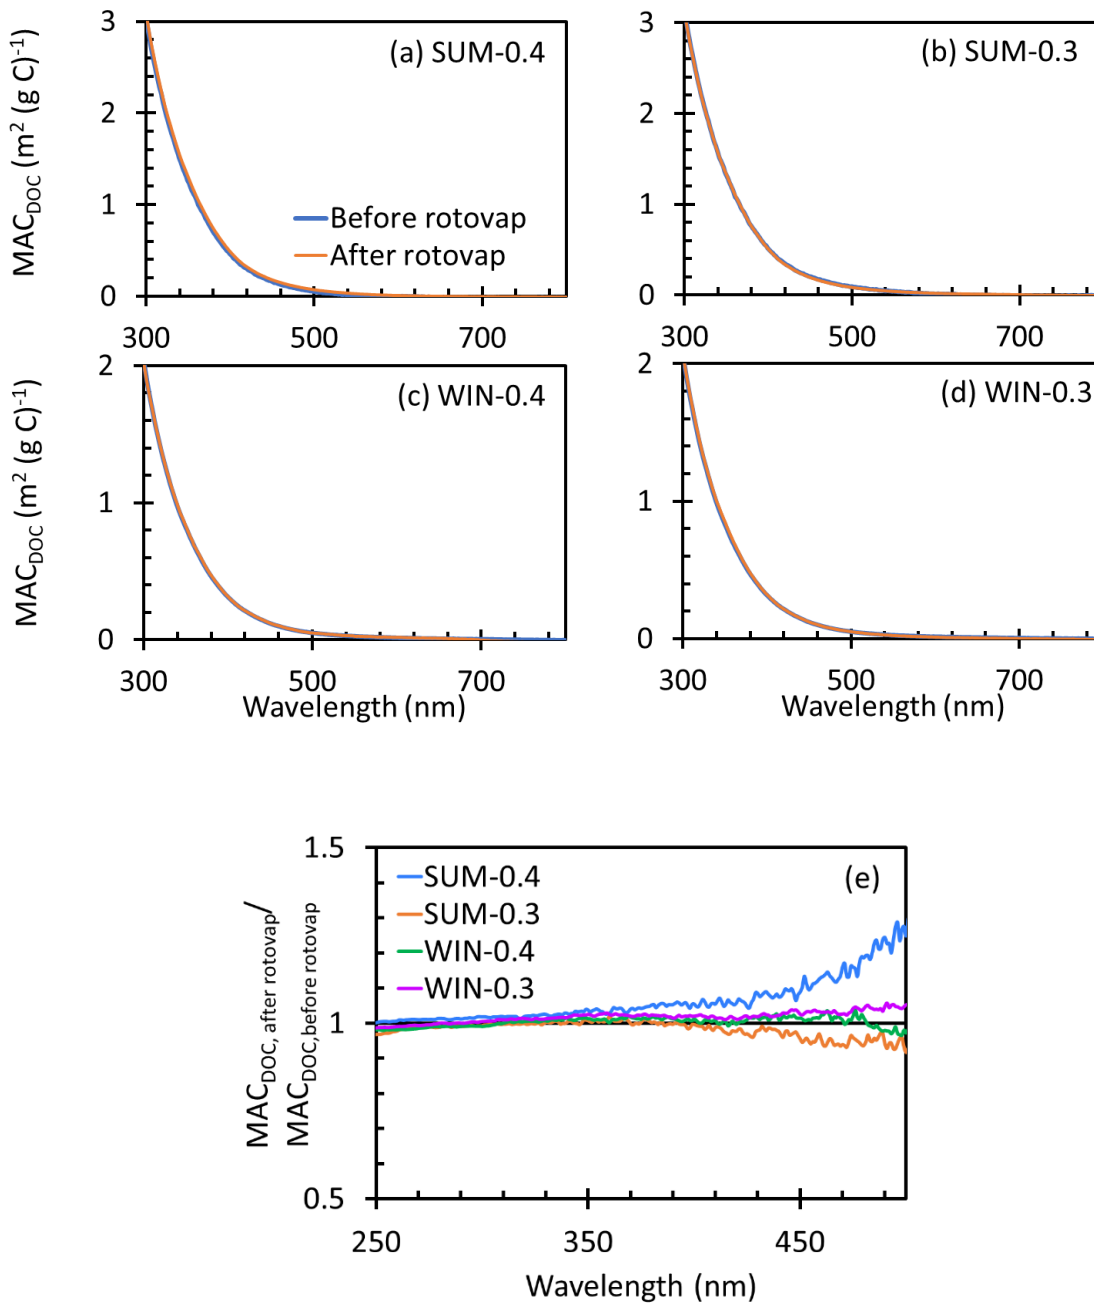 3
2
1
0
MAC_DOC (m² (g C)⁻¹)
(a) SUM-0.4
Before rotovap
After rotovap
300
500
700
3
2
1
0
(b) SUM-0.3
300
500
700
2
1
0
MAC_DOC (m² (g C)⁻¹)
(c) WIN-0.4
300
500
700
Wavelength (nm)
2
1
0
(d) WIN-0.3
300
500
700
Wavelength (nm)
1.5
1
0.5
MAC_DOC, after rotovap/
MAC_DOC,before rotovap
SUM-0.4
SUM-0.3
WIN-0.4
WIN-0.3
(e)
250
350
450
Wavelength (nm)